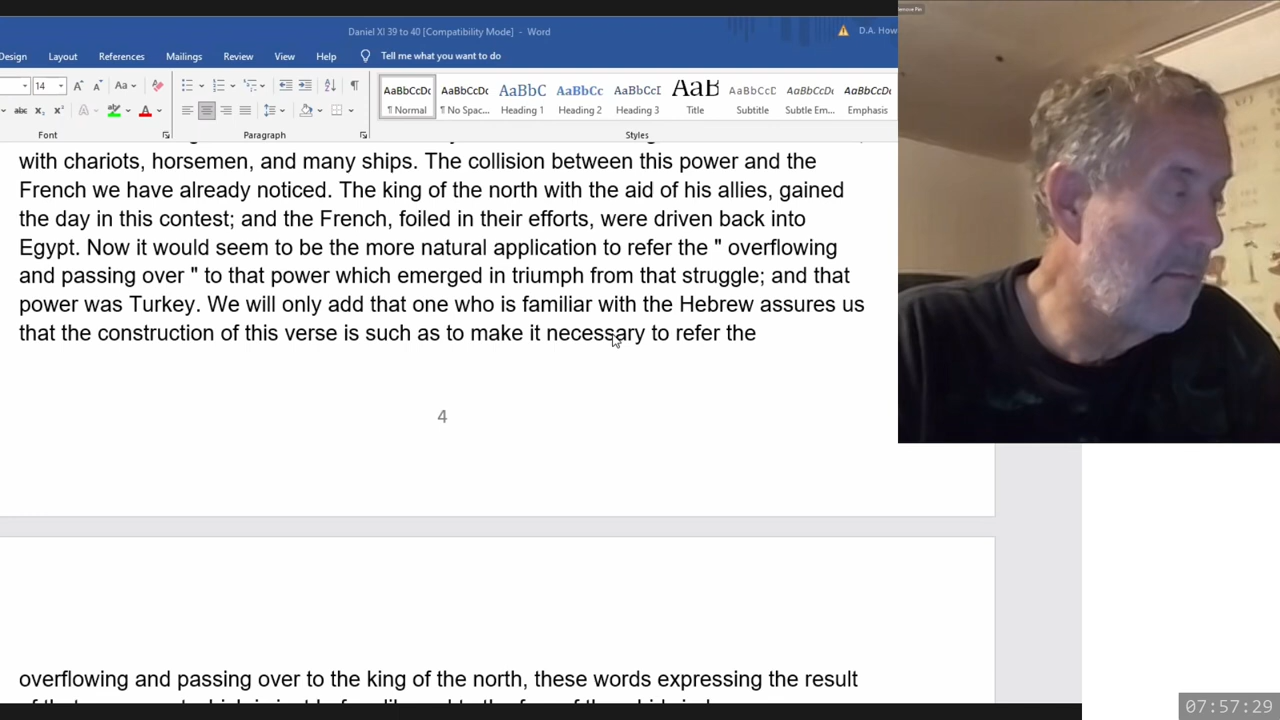 Daniel XI 39 to 40 [Compatibility Mode] - Word
D.A. How
Design Layout References Mailings Review View Help Tell me what you want to do
14
AaBbCcDc AaBbCcDc AaBbC AaBbCc AaBbCcI AaB AaBbCcD AaBbCcDc AaBbCcDc
¶ Normal ¶ No Spac... Heading 1 Heading 2 Heading 3 Title Subtitle Subtle Em... Emphasis
Font Paragraph Styles
with chariots, horsemen, and many ships. The collision between this power and the
French we have already noticed. The king of the north with the aid of his allies, gained
the day in this contest; and the French, foiled in their efforts, were driven back into
Egypt. Now it would seem to be the more natural application to refer the " overflowing
and passing over " to that power which emerged in triumph from that struggle; and that
power was Turkey. We will only add that one who is familiar with the Hebrew assures us
that the construction of this verse is such as to make it necessary to refer the
4
overflowing and passing over to the king of the north, these words expressing the result
07:57:29